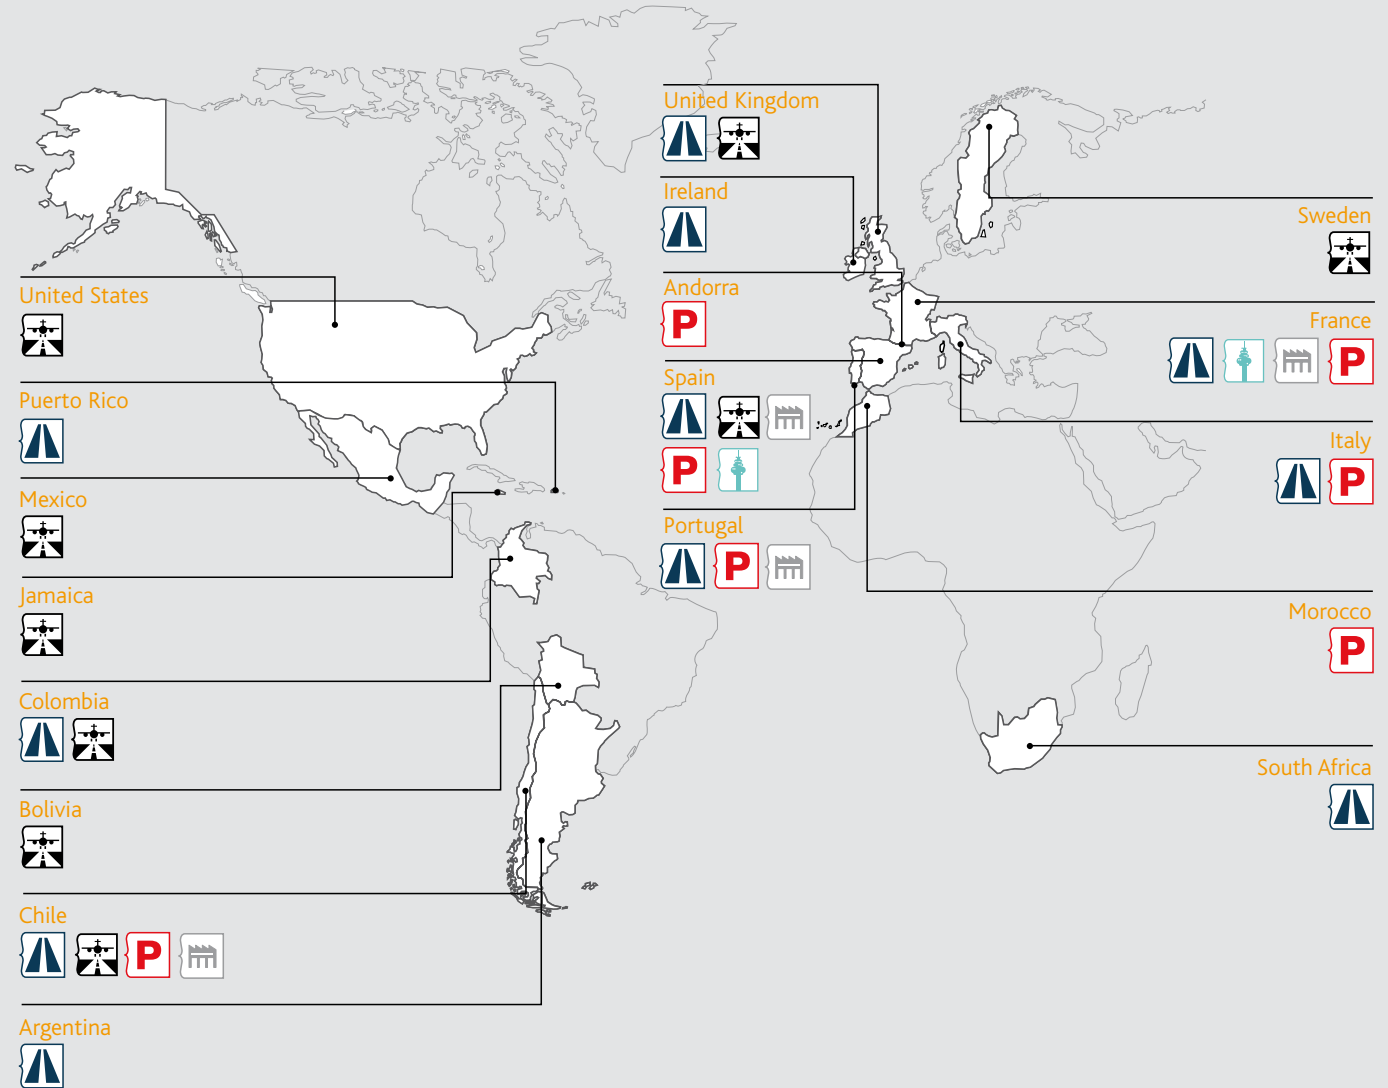 United States
Puerto Rico
Mexico
Jamaica
Colombia
Bolivia
Chile
P
Argentina
United Kingdom
Ireland
Andorra
P
Spain
P
Portugal
P
Sweden
France
P
Italy
P
Morocco
P
South Africa